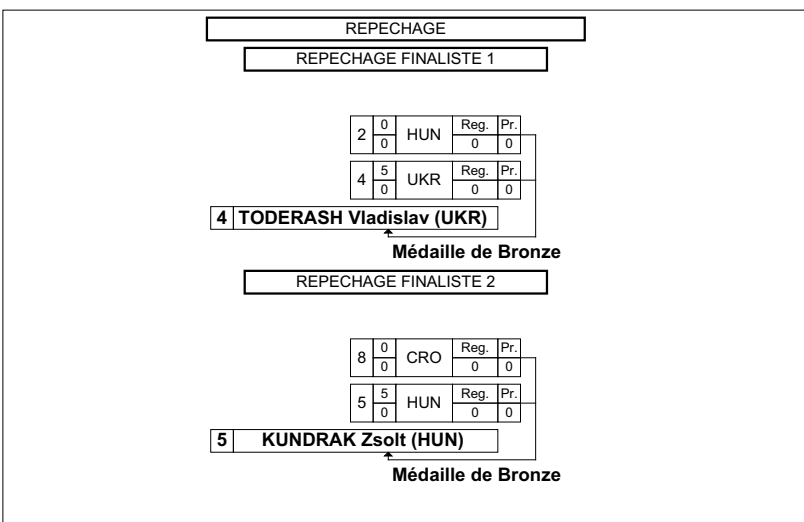 REPECHAGE
REPECHAGE FINALISTE 1
2 0 HUN Reg. Pr.
0 0 0
4 5 UKR Reg. Pr.
0 0 0
4 TODERASH Vladislav (UKR)
Médaille de Bronze
REPECHAGE FINALISTE 2
8 0 CRO Reg. Pr.
0 0 0
5 5 HUN Reg. Pr.
0 0 0
5 KUNDRAK Zsolt (HUN)
Médaille de Bronze